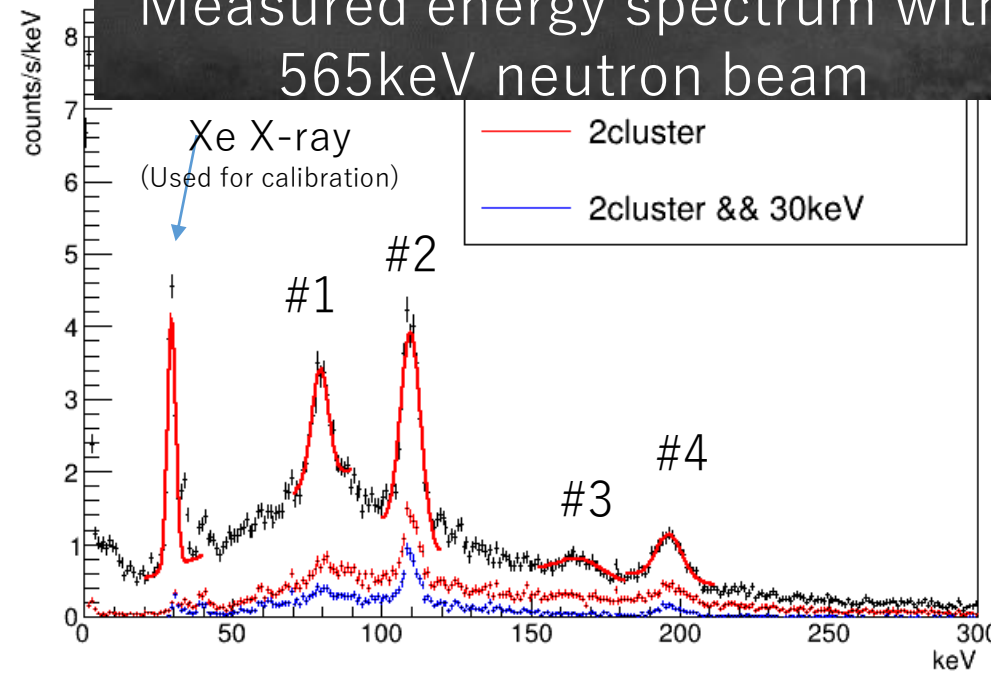 Measured energy spectrum with
565keV neutron beam
counts/s/keV
8
7
6
5
4
3
2
1
0
2cluster
2cluster && 30keV
Xe X-ray
(Used for calibration)
#1
#2
#3
#4
0
50
100
150
200
250
300
keV